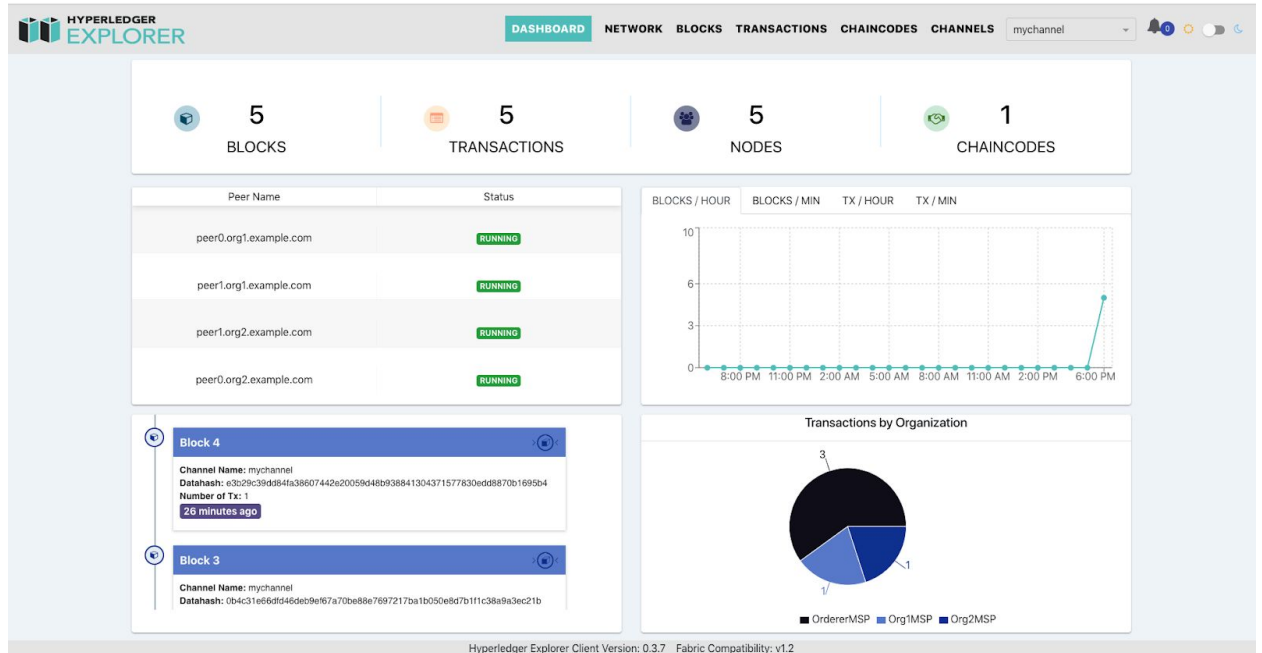 HYPERLEDGER
EXPLORER
DASHBOARD NETWORK BLOCKS TRANSACTIONS CHAINCODES CHANNELS mychannel 0
5 5 5 1
BLOCKS TRANSACTIONS NODES CHAINCODES
Peer Name Status
peer0.org1.example.com RUNNING
peer1.org1.example.com RUNNING
peer1.org2.example.com RUNNING
peer0.org2.example.com RUNNING
BLOCKS / HOUR BLOCKS / MIN TX / HOUR TX / MIN
10
6
3
0
8:00 PM 11:00 PM 2:00 AM 5:00 AM 8:00 AM 11:00 AM 2:00 PM 6:00 PM
Block 4
Channel Name: mychannel
Datahash: e3b29c39dd84fa38607442e20059d48b938841304371577830edd8870b1695b4
Number of Tx: 1
26 minutes ago
Block 3
Channel Name: mychannel
Datahash: 0b4c31e66dfd46deb9ef67a70be88e7697217ba1b050e8d7b1f1c38a9a3ec21b
Transactions by Organization
3
1
1
OrdererMSP Org1MSP Org2MSP
Hyperledger Explorer Client Version: 0.3.7 Fabric Compatibility: v1.2